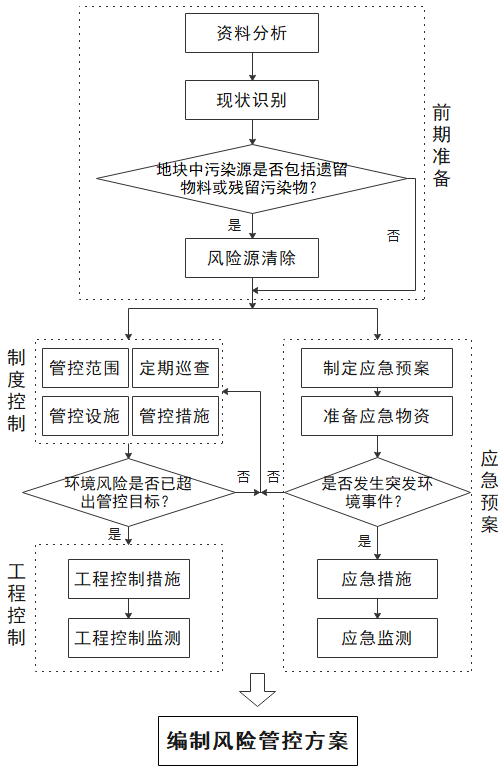 资料分析
现状识别
地块中污染源是否包括遗留
物料或残留污染物？
是
否
风险源清除
前期准备
制度控制
管控范围
定期巡查
管控设施
管控措施
制定应急预案
准备应急物资
环境风险是否已超
出管控目标？
否
否
是否发生突发环
境事件？
应急预案
是
是
工程控制
工程控制措施
工程控制监测
应急措施
应急监测
编制风险管控方案